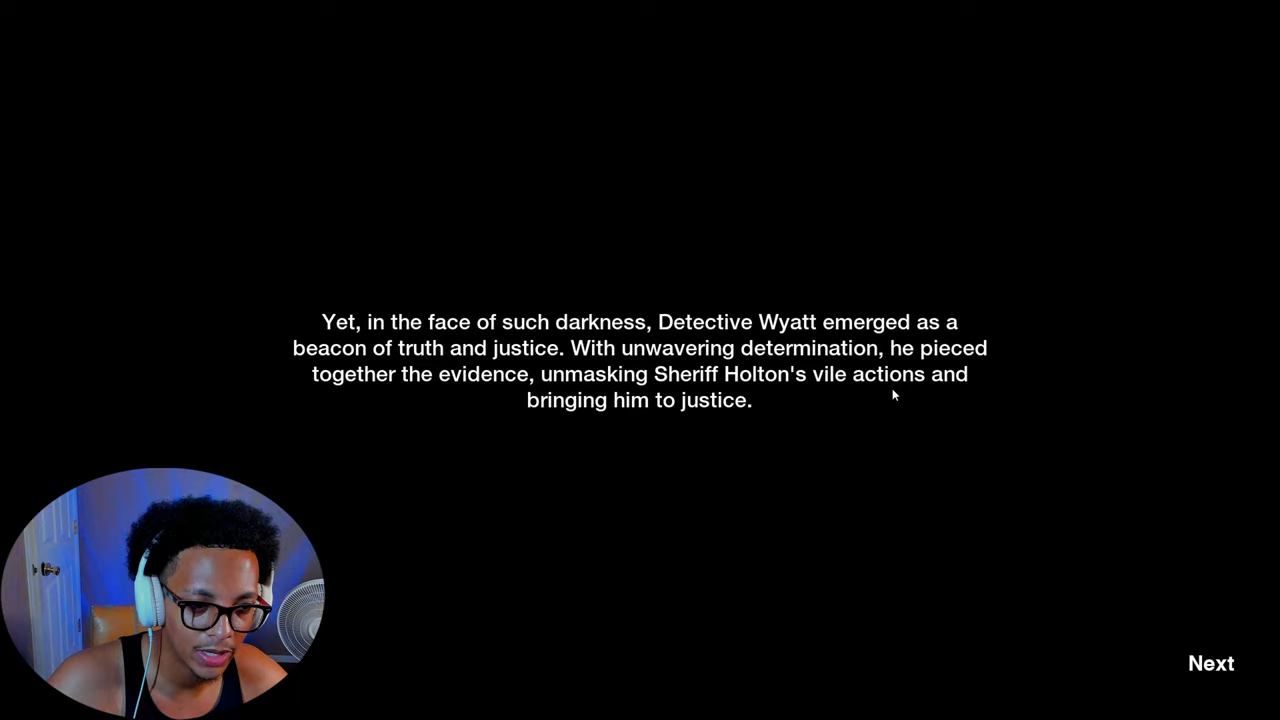 Yet, in the face of such darkness, Detective Wyatt emerged as a
beacon of truth and justice. With unwavering determination, he pieced
together the evidence, unmasking Sheriff Holton's vile actions and
bringing him to justice.
Next